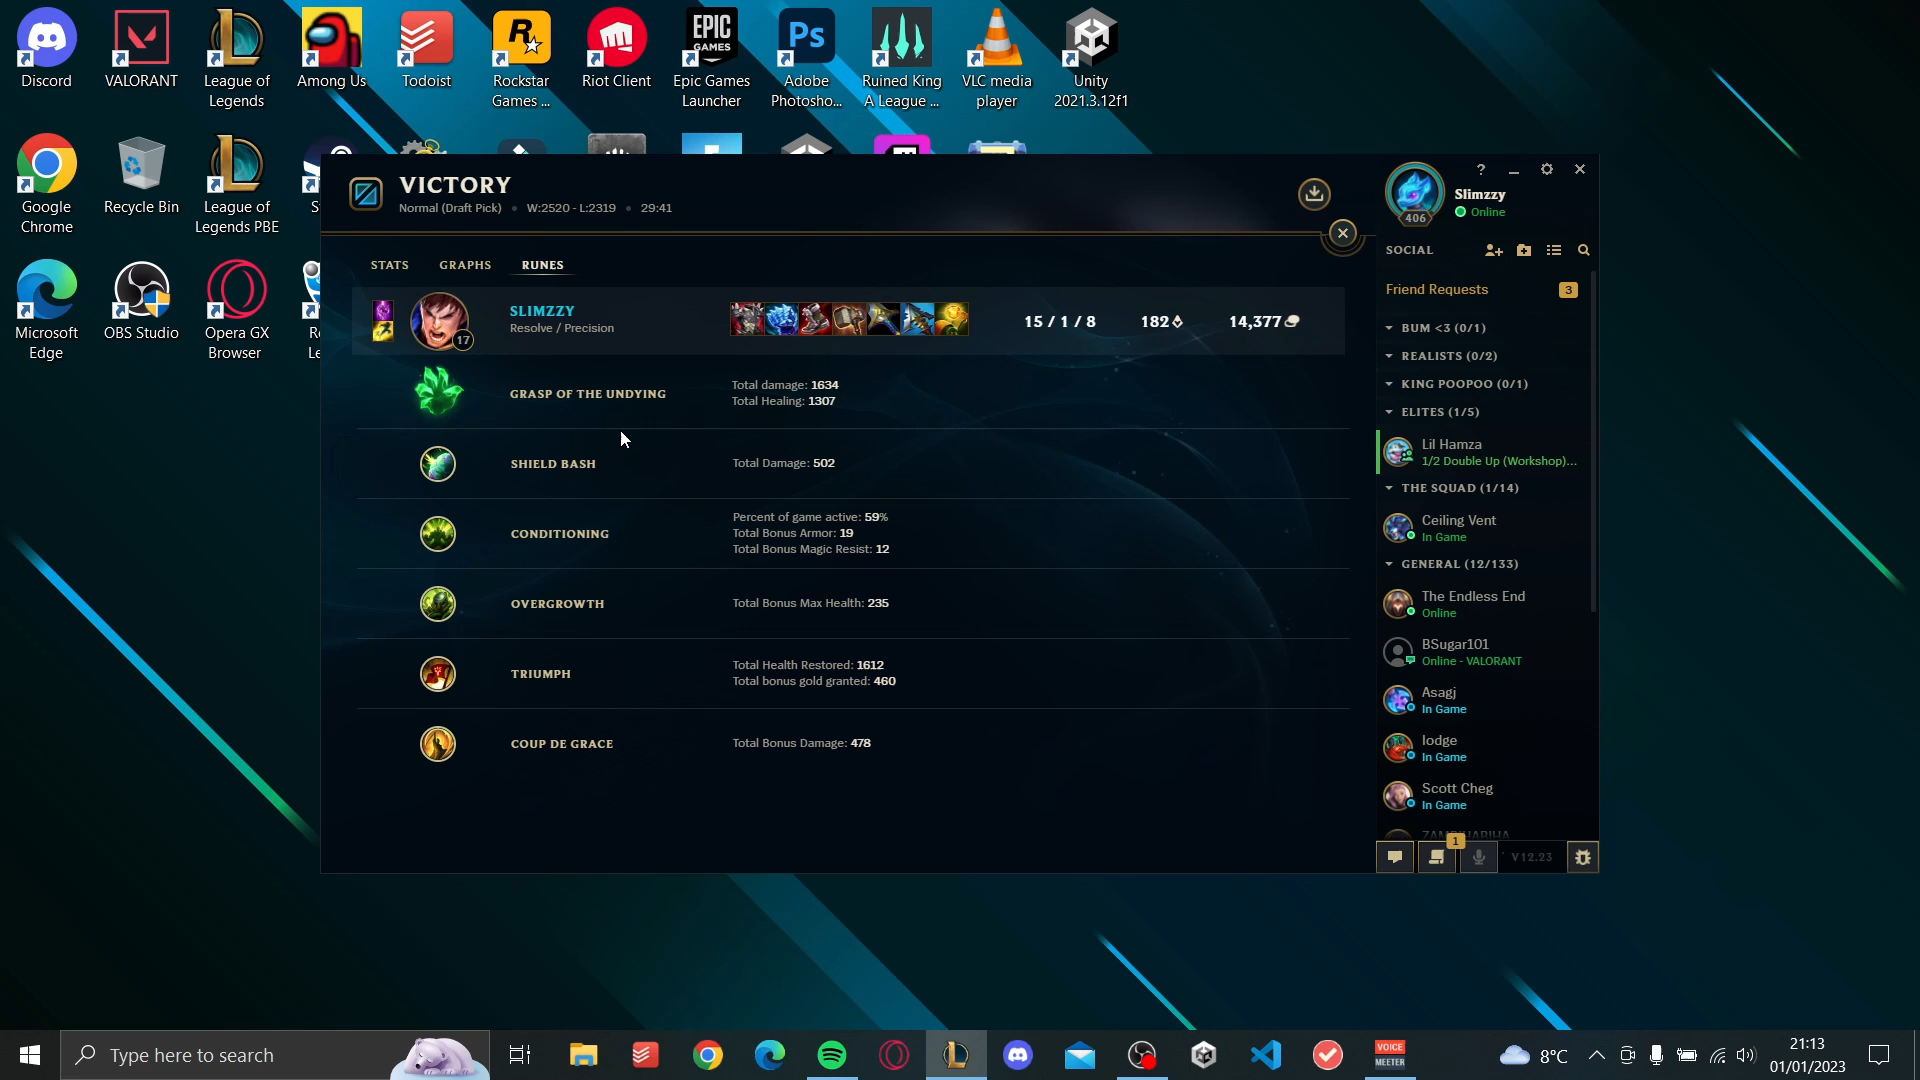 Discord
VALORANT
League of
Legends
Among Us
Todoist
Rockstar
Games ...
Riot Client
Epic Games
Launcher
Adobe
Photosho...
Ruined King
A League ...
VLC media
player
Unity
2021.3.12f1
EPIC
GAMES
Ps
Google
Chrome
Recycle Bin
League of
Legends PBE
Microsoft
Edge
OBS Studio
Opera GX
Browser
VICTORY
Normal (Draft Pick) • W:2520 - L:2319 • 29:41
STATS
GRAPHS
RUNES
SLIMZZY
Resolve / Precision
17
15 / 1 / 8
182
14,377
GRASP OF THE UNDYING
Total damage: 1634
Total Healing: 1307
SHIELD BASH
Total Damage: 502
CONDITIONING
Percent of game active: 59%
Total Bonus Armor: 19
Total Bonus Magic Resist: 12
OVERGROWTH
Total Bonus Max Health: 235
TRIUMPH
Total Health Restored: 1612
Total bonus gold granted: 460
COUP DE GRACE
Total Bonus Damage: 478
?
406
Slimzzy
Online
SOCIAL
Friend Requests
3
BUM <3 (0/1)
REALISTS (0/2)
KING POOPOO (0/1)
ELITES (1/5)
Lil Hamza
1/2 Double Up (Workshop)...
THE SQUAD (1/14)
Ceiling Vent
In Game
GENERAL (12/133)
The Endless End
Online
BSugar101
Online - VALORANT
Asagj
In Game
lodge
In Game
Scott Cheg
In Game
1
V12.23
Type here to search
VOICE
MEETER
8°C
21:13
01/01/2023